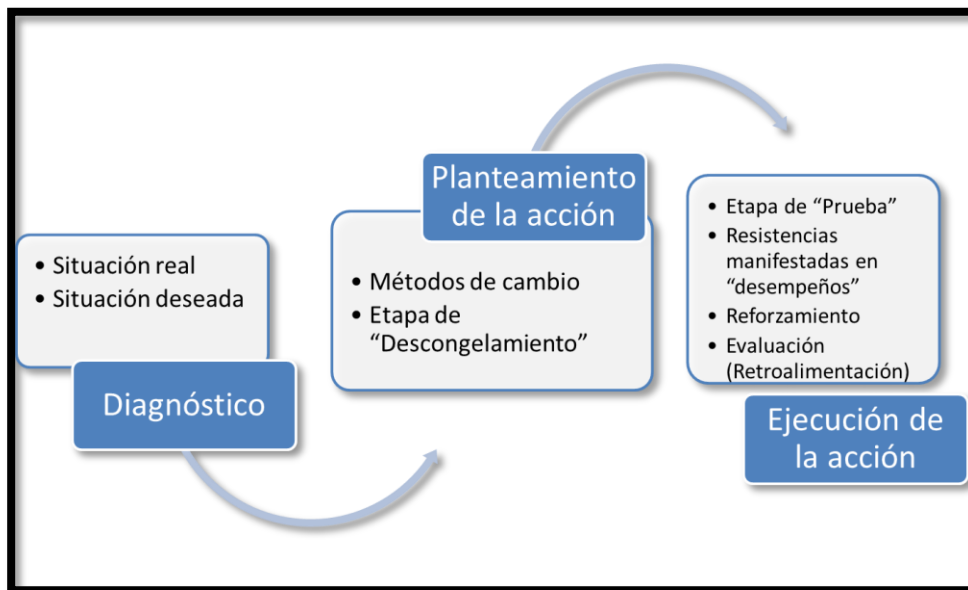 • Situación real
• Situación deseada
Diagnóstico
Planteamiento
de la acción
• Métodos de cambio
• Etapa de
“Descongelamiento”
• Etapa de “Prueba”
• Resistencias
manifestadas en
“desempeños”
• Reforzamiento
• Evaluación
(Retroalimentación)
Ejecución de
la acción